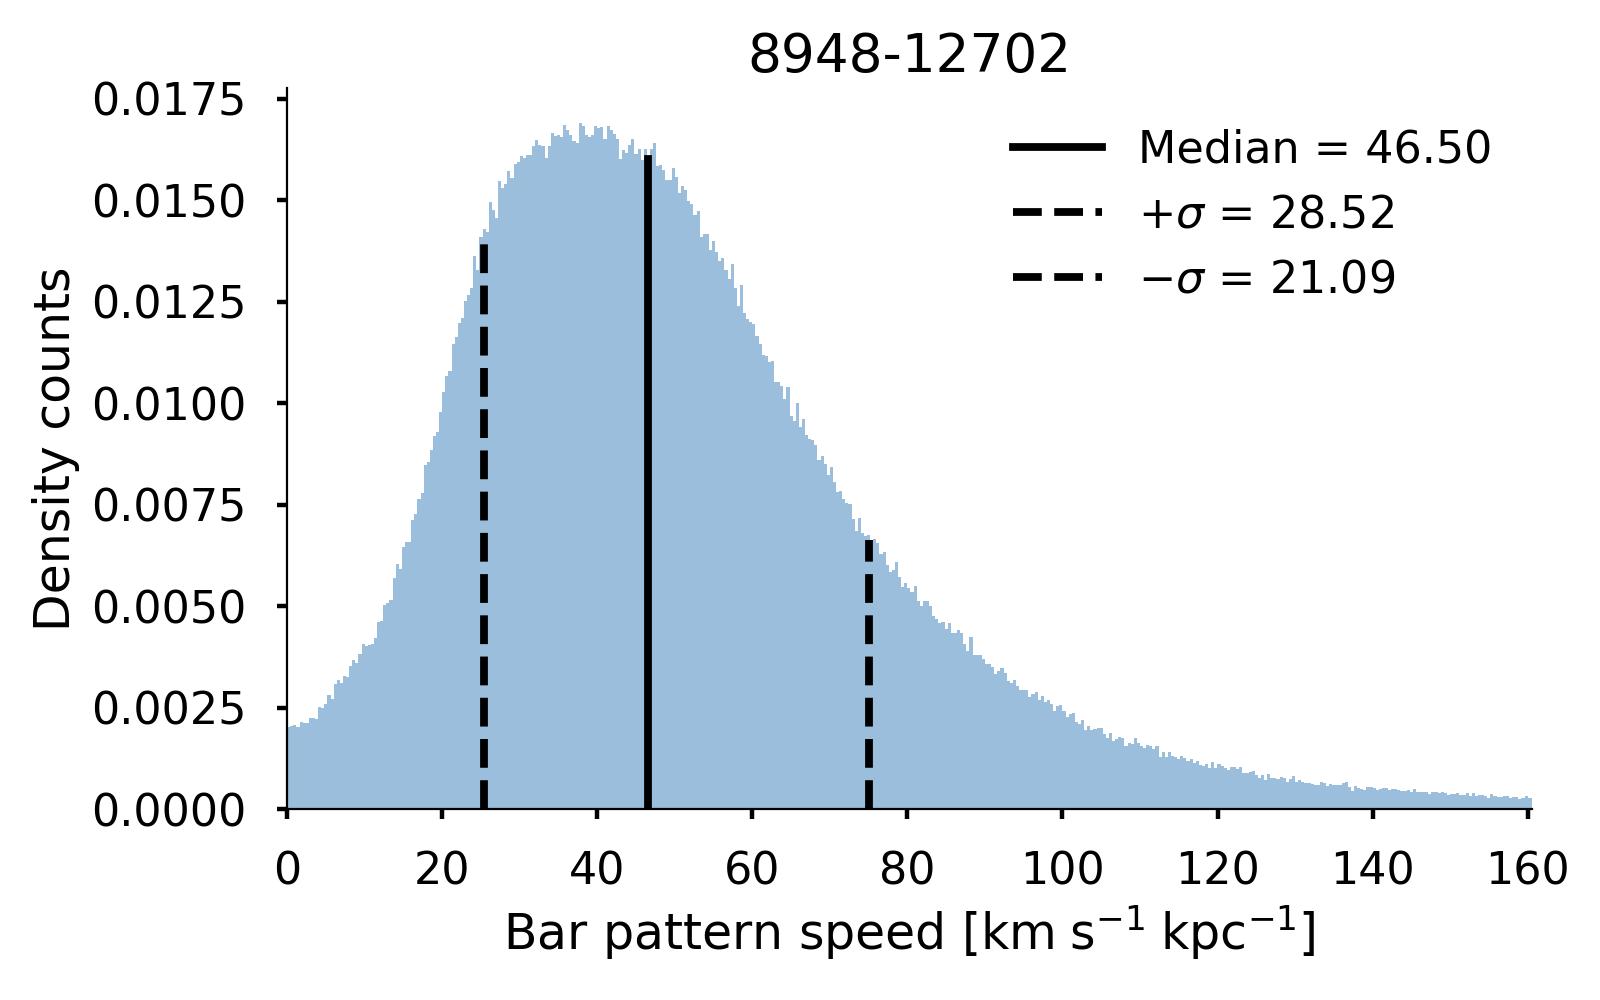 8948-12702
Median = 46.50
+σ = 28.52
−σ = 21.09
Density counts
0.0175
0.0150
0.0125
0.0100
0.0075
0.0050
0.0025
0.0000
0 20 40 60 80 100 120 140 160
Bar pattern speed [km s⁻¹ kpc⁻¹]